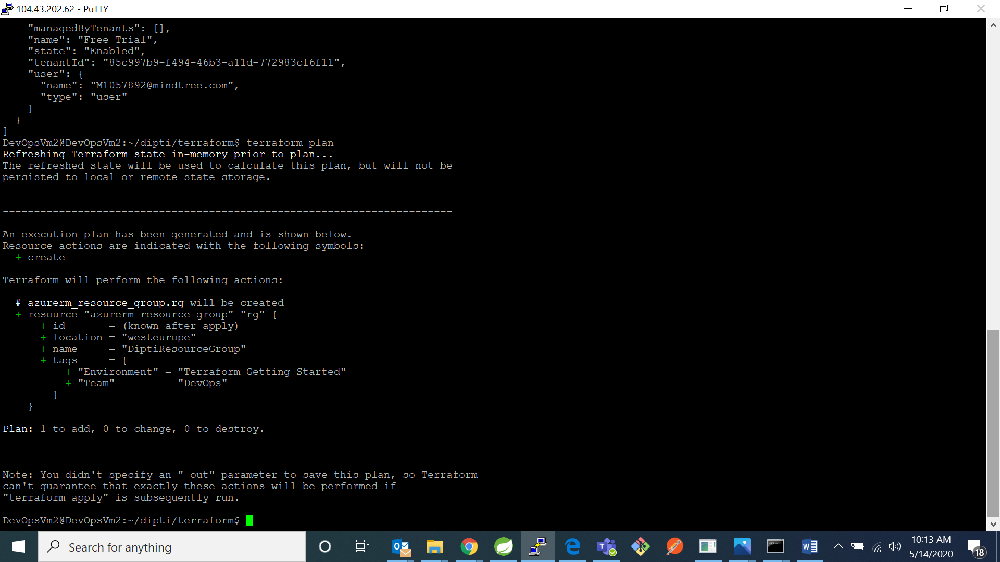 104.43.202.62 - PuTTY
    "managedByTenants": [],
    "name": "Free Trial",
    "state": "Enabled",
    "tenantId": "85c997b9-f494-46b3-a11d-772983cf6f11",
    "user": {
      "name": "M1057892@mindtree.com",
      "type": "user"
    }
  }
]
DevOpsVm2@DevOpsVm2:~/dipti/terraform$ terraform plan
Refreshing Terraform state in-memory prior to plan...
The refreshed state will be used to calculate this plan, but will not be
persisted to local or remote state storage.
------------------------------------------------------------------------
An execution plan has been generated and is shown below.
Resource actions are indicated with the following symbols:
  + create
Terraform will perform the following actions:
  # azurerm_resource_group.rg will be created
  + resource "azurerm_resource_group" "rg" {
      + id       = (known after apply)
      + location = "westeurope"
      + name     = "DiptiResourceGroup"
      + tags     = {
          + "Environment" = "Terraform Getting Started"
          + "Team"        = "DevOps"
        }
    }
Plan: 1 to add, 0 to change, 0 to destroy.
------------------------------------------------------------------------
Note: You didn't specify an "-out" parameter to save this plan, so Terraform
can't guarantee that exactly these actions will be performed if
"terraform apply" is subsequently run.
DevOpsVm2@DevOpsVm2:~/dipti/terraform$
Search for anything
10:13 AM
5/14/2020
18